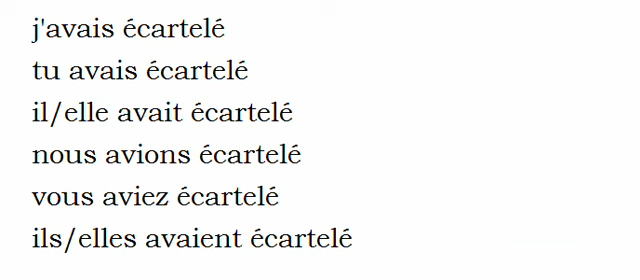 j'avais écartelé
tu avais écartelé
il/elle avait écartelé
nous avions écartelé
vous aviez écartelé
ils/elles avaient écartelé